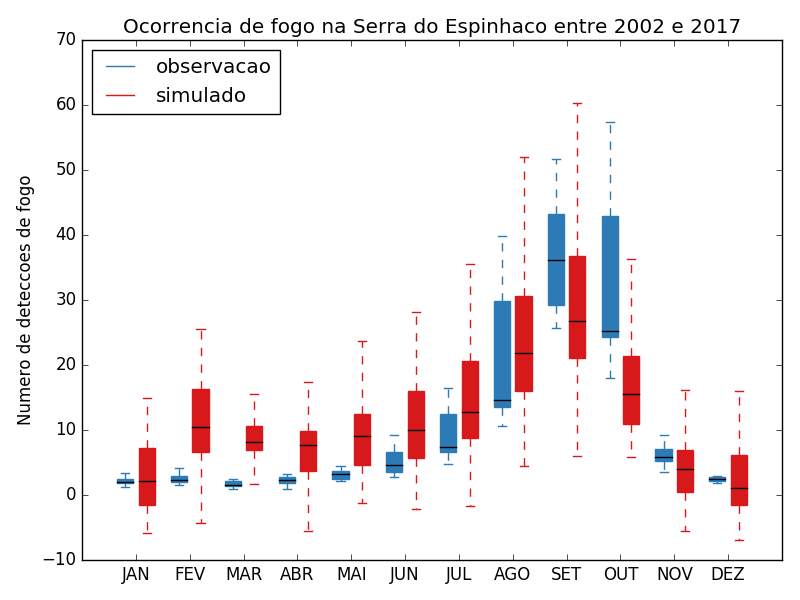 Ocorrencia de fogo na Serra do Espinhaco entre 2002 e 2017
70
60
50
40
30
20
10
0
−10
Numero de deteccoes de fogo
observacao
simulado
JAN FEV MAR ABR MAI JUN JUL AGO SET OUT NOV DEZ